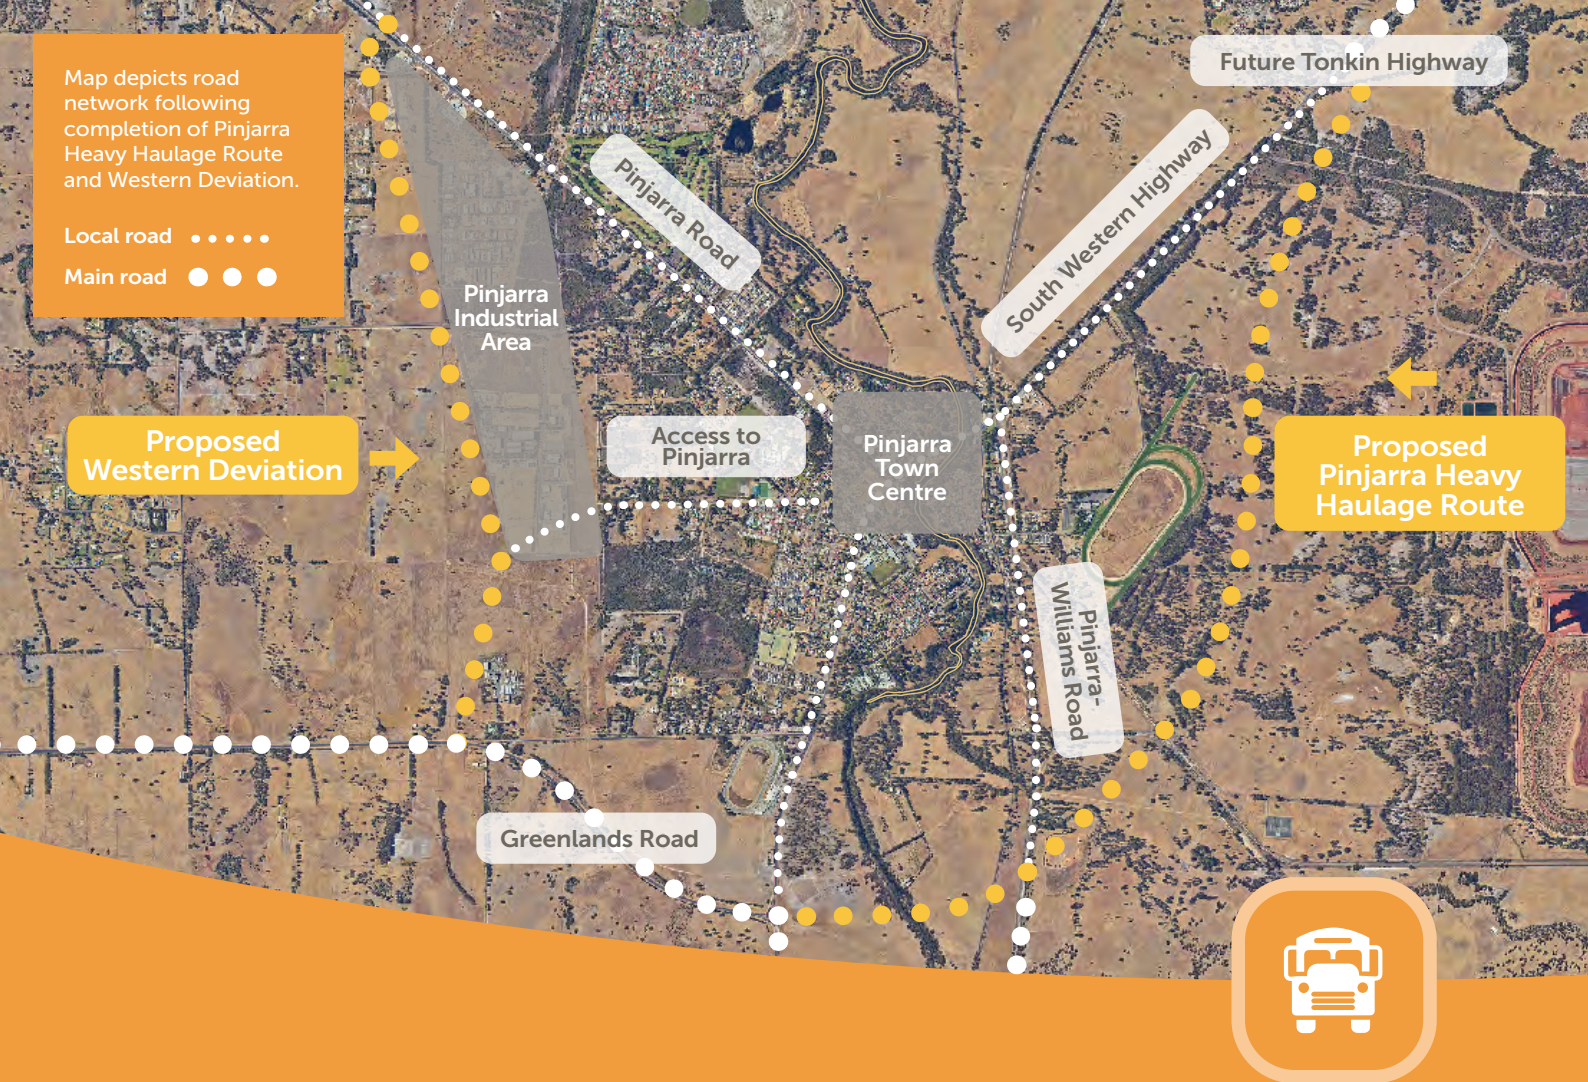 Map depicts road
network following
completion of Pinjarra
Heavy Haulage Route
and Western Deviation.
Local road
Main road
Future Tonkin Highway
Pinjarra Road
South Western Highway
Pinjarra
Industrial
Area
Proposed
Western Deviation
Access to
Pinjarra
Pinjarra
Town
Centre
Proposed
Pinjarra Heavy
Haulage Route
Pinjarra-
Williams Road
Greenlands Road